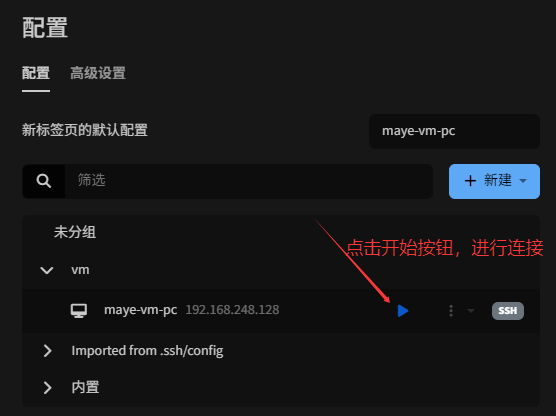 配置
配置 高级设置
新标签页的默认配置 maye-vm-pc
筛选 新建
未分组
点击开始按钮，进行连接
vm
maye-vm-pc 192.168.248.128 SSH
Imported from .ssh/config
内置